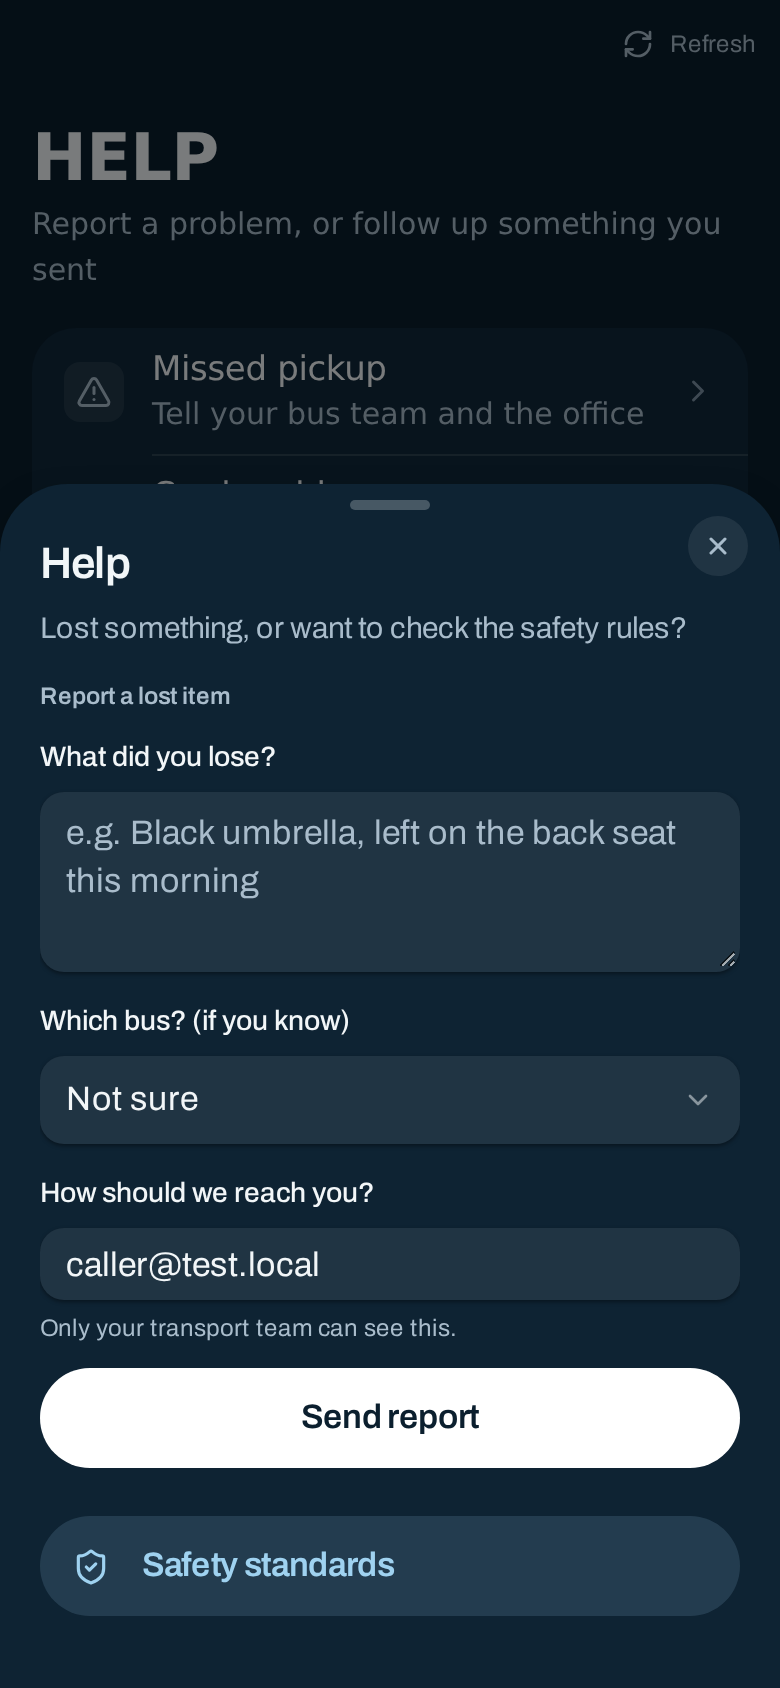 Refresh
HELP
Report a problem, or follow up something you
sent
Missed pickup
Tell your bus team and the office
Help
Lost something, or want to check the safety rules?
Report a lost item
What did you lose?
e.g. Black umbrella, left on the back seat
this morning
Which bus? (if you know)
Not sure
How should we reach you?
caller@test.local
Only your transport team can see this.
Send report
Safety standards